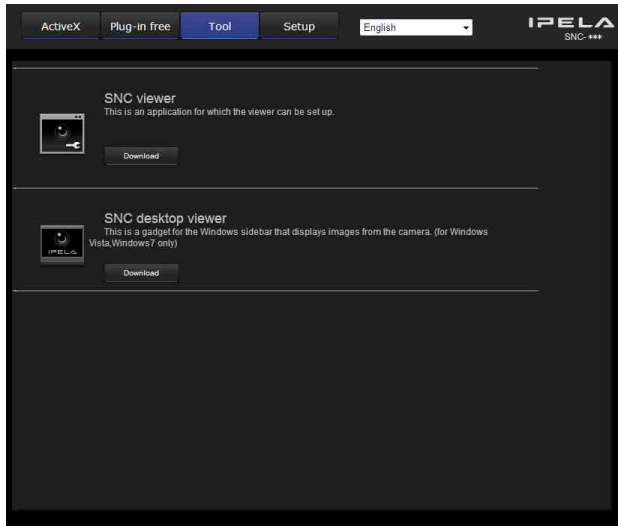 ActiveX Plug-in free Tool Setup English IPELA
SNC-***
SNC viewer
This is an application for which the viewer can be set up.
Download
SNC desktop viewer
This is a gadget for the Windows sidebar that displays images from the camera. (for Windows
Vista,Windows7 only)
IPELA
Download